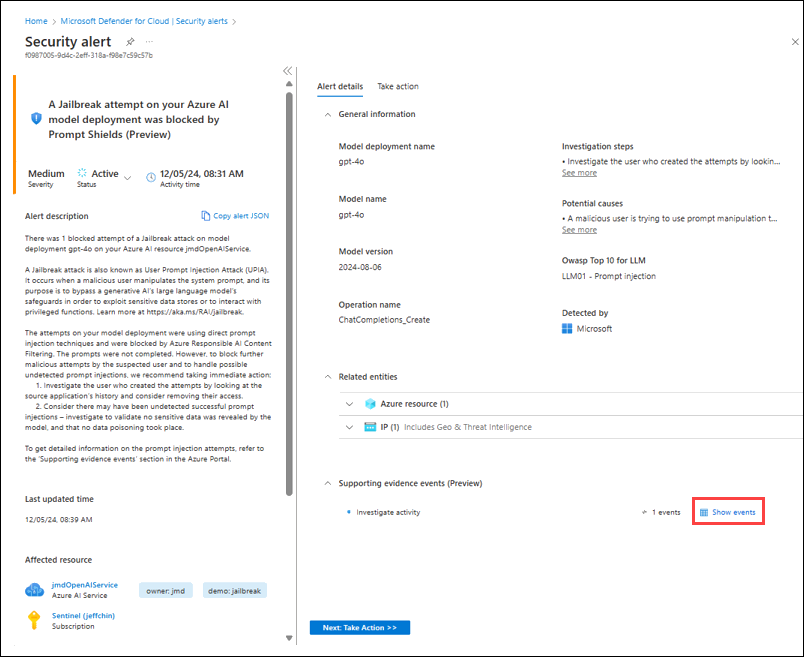 Home > Microsoft Defender for Cloud | Security alerts >
Security alert
f0987005-9d4c-2eff-318a-f98e7c59c57b
A Jailbreak attempt on your Azure AI
model deployment was blocked by
Prompt Shields (Preview)
Medium
Severity
Active
Status
12/05/24, 08:31 AM
Activity time
Alert description
Copy alert JSON
There was 1 blocked attempt of a Jailbreak attack on model
deployment gpt-4o on your Azure AI resource jmdOpenAIService.
A Jailbreak attack is also known as User Prompt Injection Attack (UPIA).
It occurs when a malicious user manipulates the system prompt, and its
purpose is to bypass a generative AI's large language model's
safeguards in order to exploit sensitive data stores or to interact with
privileged functions. Learn more at https://aka.ms/RAI/jailbreak.
The attempts on your model deployment were using direct prompt
injection techniques and were blocked by Azure Responsible AI Content
Filtering. The prompts were not completed. However, to block further
malicious attempts by the suspected user and to handle possible
undetected prompt injections, we recommend taking immediate action:
1. Investigate the user who created the attempts by looking at the
source application's history and consider removing their access.
2. Consider there may have been undetected successful prompt
injections – investigate to validate no sensitive data was revealed by the
model, and that no data poisoning took place.
To get detailed information on the prompt injection attempts, refer to
the 'Supporting evidence events' section in the Azure Portal.
Last updated time
12/05/24, 08:39 AM
Affected resource
jmdOpenAIService
Azure AI Service
owner: jmd
demo: jailbreak
Sentinel (jeffchin)
Subscription
Alert details
Take action
General information
Model deployment name
gpt-4o
Model name
gpt-4o
Model version
2024-08-06
Operation name
ChatCompletions_Create
Investigation steps
• Investigate the user who created the attempts by lookin...
See more
Potential causes
• A malicious user is trying to use prompt manipulation t...
See more
Owasp Top 10 for LLM
LLM01 - Prompt injection
Detected by
Microsoft
Related entities
Azure resource (1)
IP (1) Includes Geo & Threat Intelligence
Supporting evidence events (Preview)
Investigate activity
1 events
Show events
Next: Take Action >>